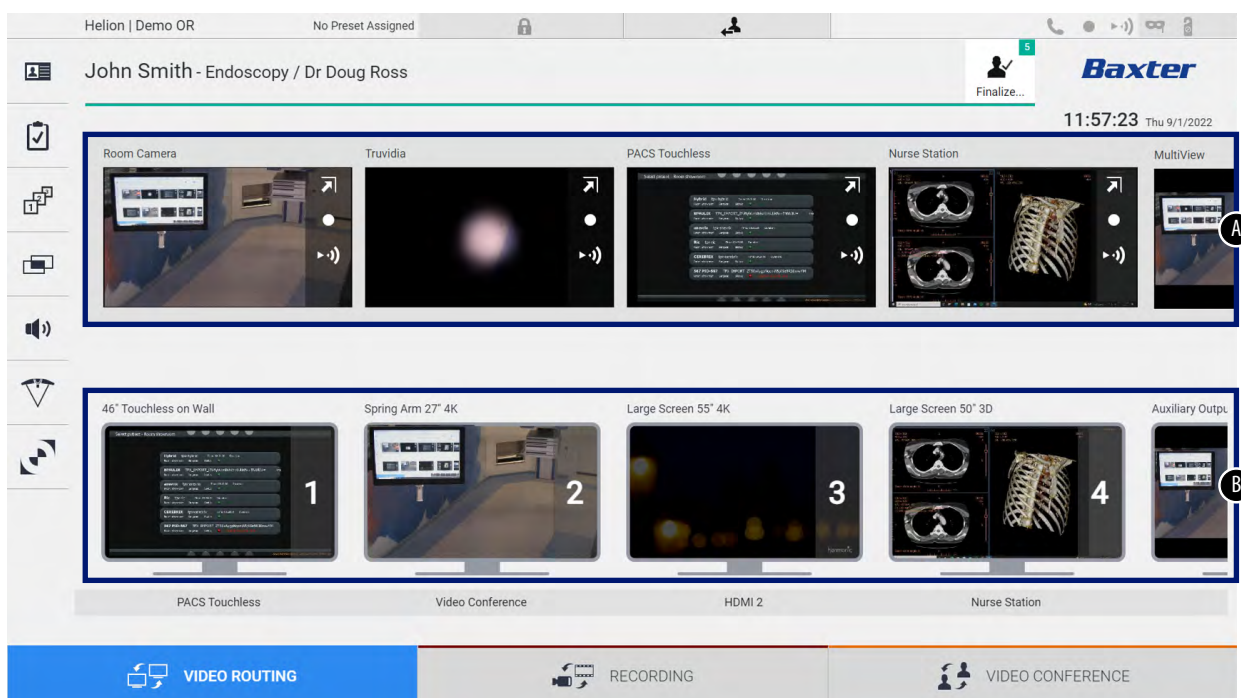 Helion | Demo OR
No Preset Assigned
5
John Smith - Endoscopy / Dr Doug Ross
Finalize...
Baxter
11:57:23 Thu 9/1/2022
Room Camera
Truvidia
PACS Touchless
Nurse Station
MultiView
A
46" Touchless on Wall
Spring Arm 27" 4K
Large Screen 55" 4K
Large Screen 50" 3D
Auxiliary Outpu
1
2
3
4
B
PACS Touchless
Video Conference
HDMI 2
Nurse Station
VIDEO ROUTING
RECORDING
VIDEO CONFERENCE